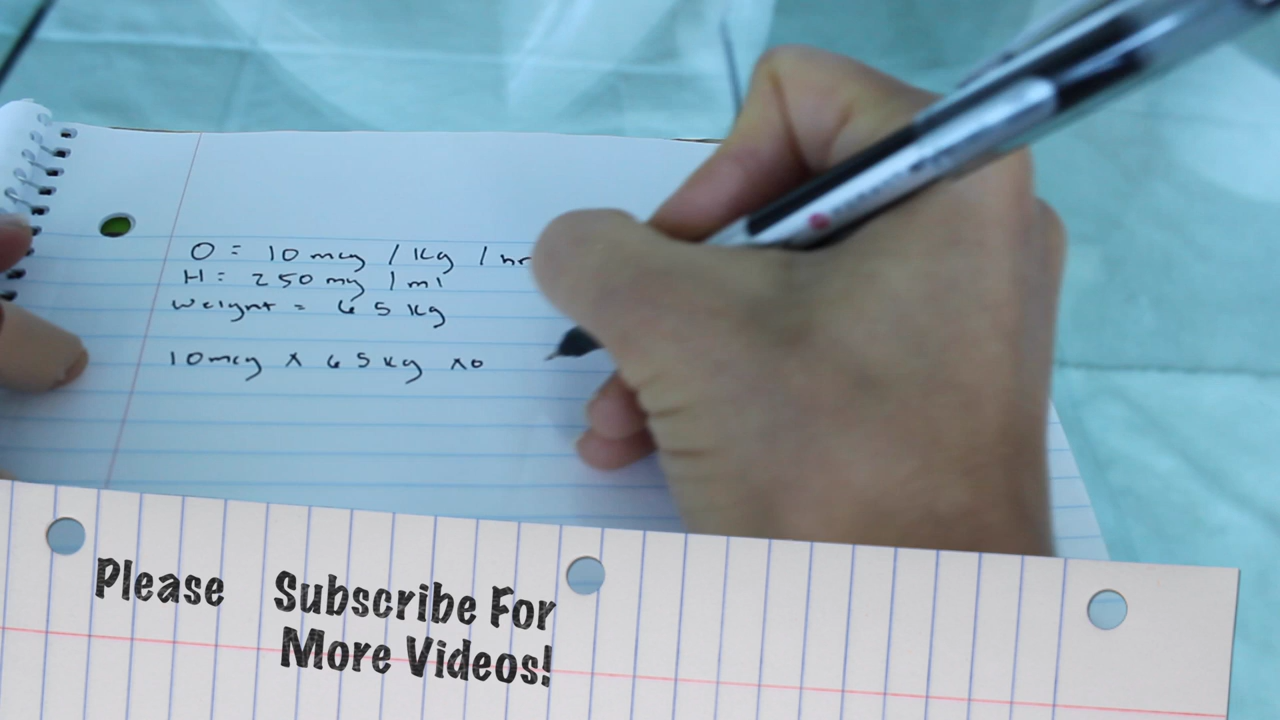 O = 10 mcg / kg / hr
H = 250 mg / ml
Weight = 65 kg
10 mcg x 65 kg x 0
Please Subscribe For
More Videos!